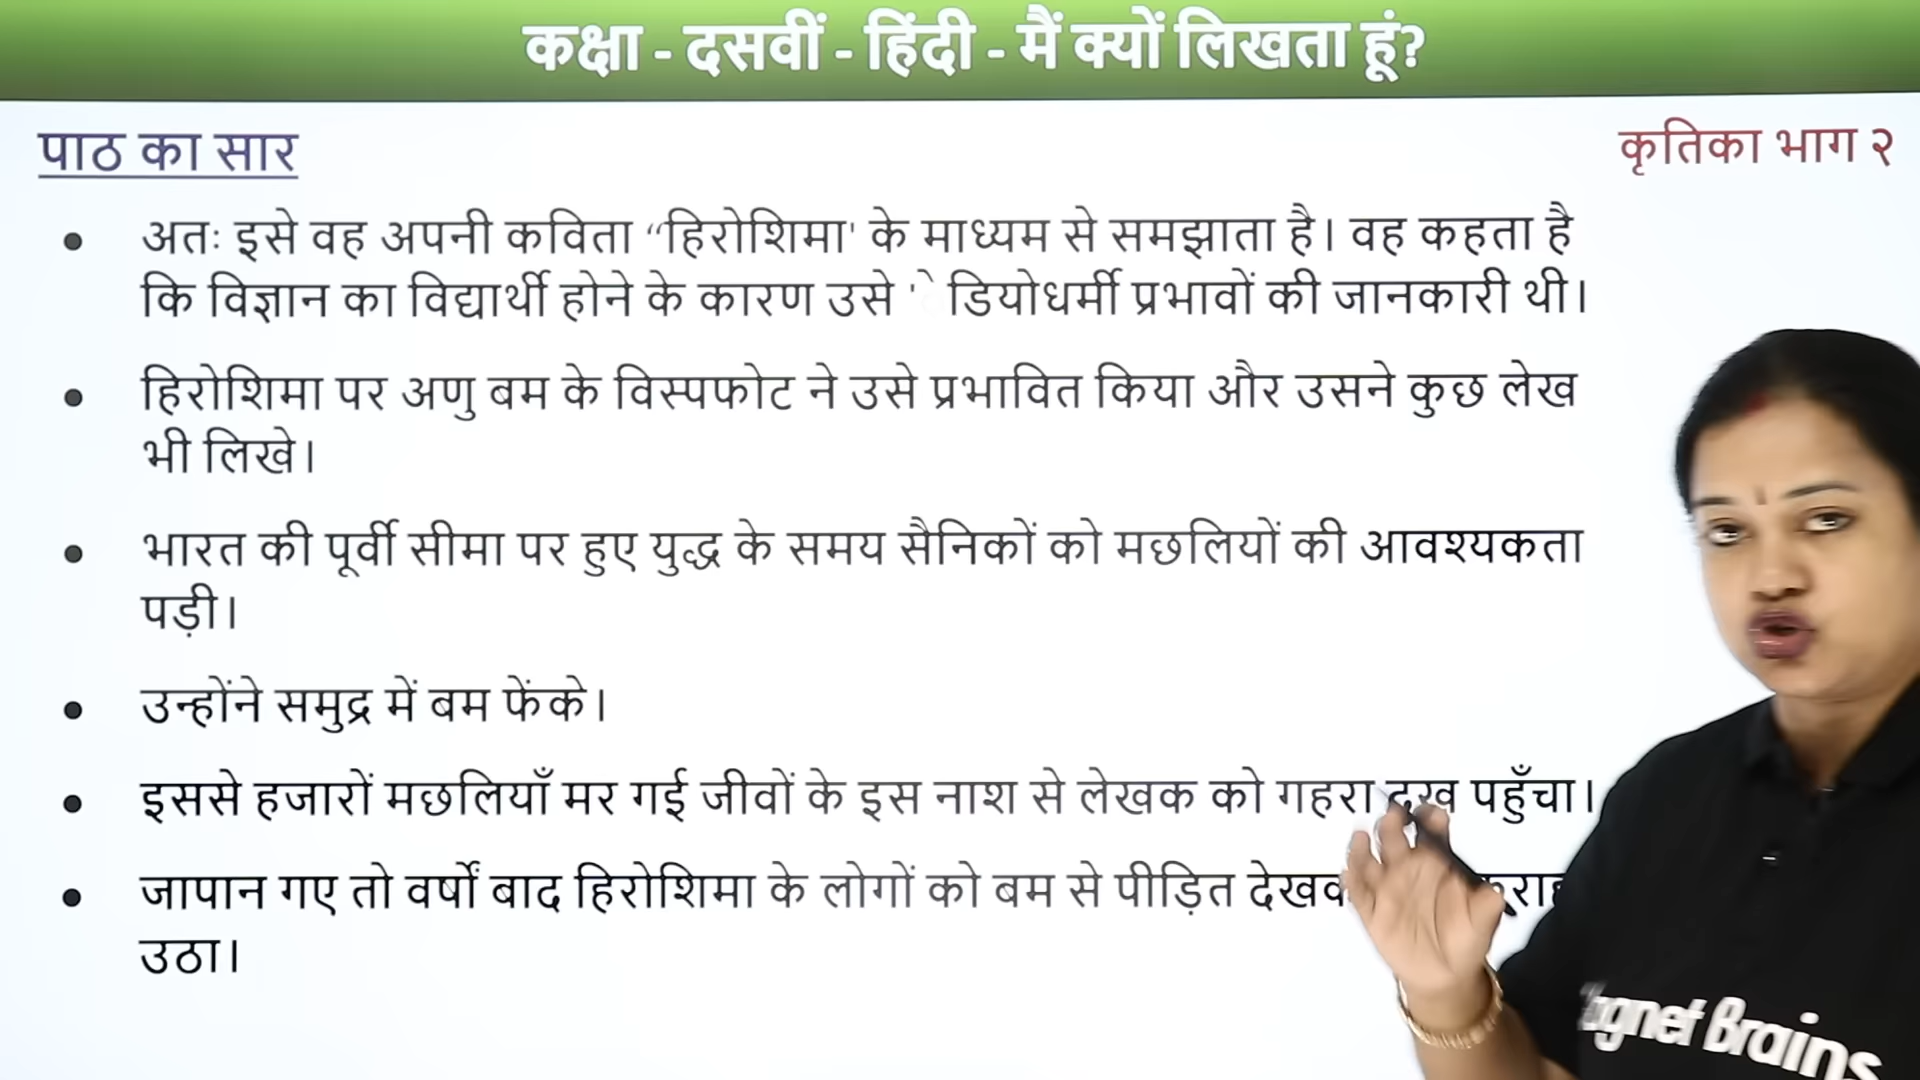 कक्षा - दसवीं - हिंदी - मैं क्यों लिखता हूं?
पाठ का सार
कृतिका भाग २
• अतः इसे वह अपनी कविता “हिरोशिमा' के माध्यम से समझाता है। वह कहता है
कि विज्ञान का विद्यार्थी होने के कारण उसे डियोधर्मी प्रभावों की जानकारी थी।
• हिरोशिमा पर अणु बम के विस्पफोट ने उसे प्रभावित किया और उसने कुछ लेख
भी लिखे।
• भारत की पूर्वी सीमा पर हुए युद्ध के समय सैनिकों को मछलियों की आवश्यकता
पड़ी।
• उन्होंने समुद्र में बम फेंके।
• इससे हजारों मछलियाँ मर गई जीवों के इस नाश से लेखक को गहरा पहुँचा।
• जापान गए तो वर्षों बाद हिरोशिमा के लोगों को बम से पीड़ित
उठा।
Brains